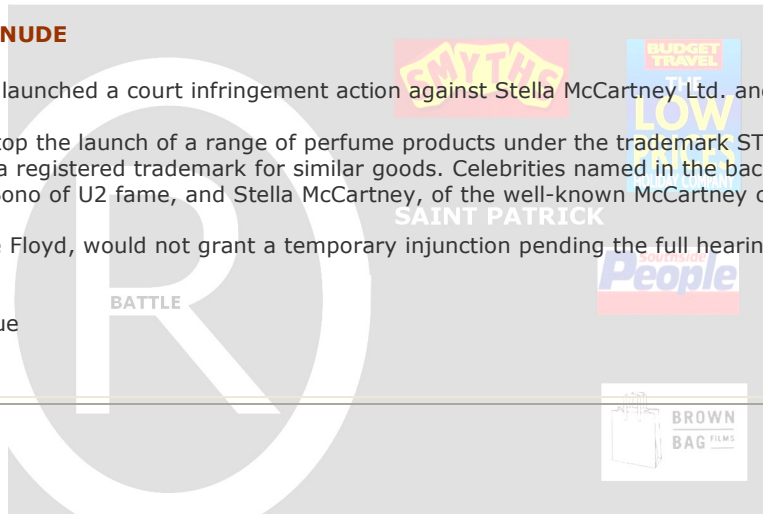 NUDE
launched a court infringement action against Stella McCartney Ltd. and
top the launch of a range of perfume products under the trademark ST
a registered trademark for similar goods. Celebrities named in the bac
ono of U2 fame, and Stella McCartney, of the well-known McCartney
Floyd, would not grant a temporary injunction pending the full hearin
ue
SMYTHS
BUDGET
TRAVEL
THE
LOW
PRICES
HOLIDAY COMPANY
SAINT PATRICK
Southside
People
BATTLE
R
BROWN
BAG FILMS